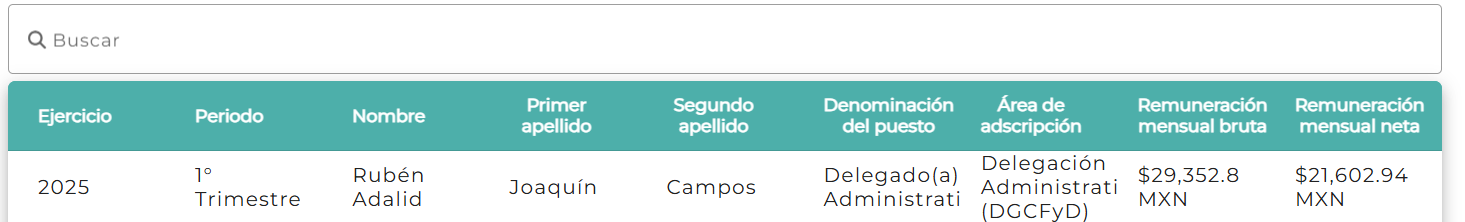 Buscar
Ejercicio
Periodo
Nombre
Primer
apellido
Segundo
apellido
Denominación
del puesto
Área de
adscripción
Remuneración
mensual bruta
Remuneración
mensual neta
2025
1°
Trimestre
Rubén
Adalid
Joaquín
Campos
Delegado(a)
Administrati
Delegación
Administrati
(DGCFyD)
$29,352.8
MXN
$21,602.94
MXN